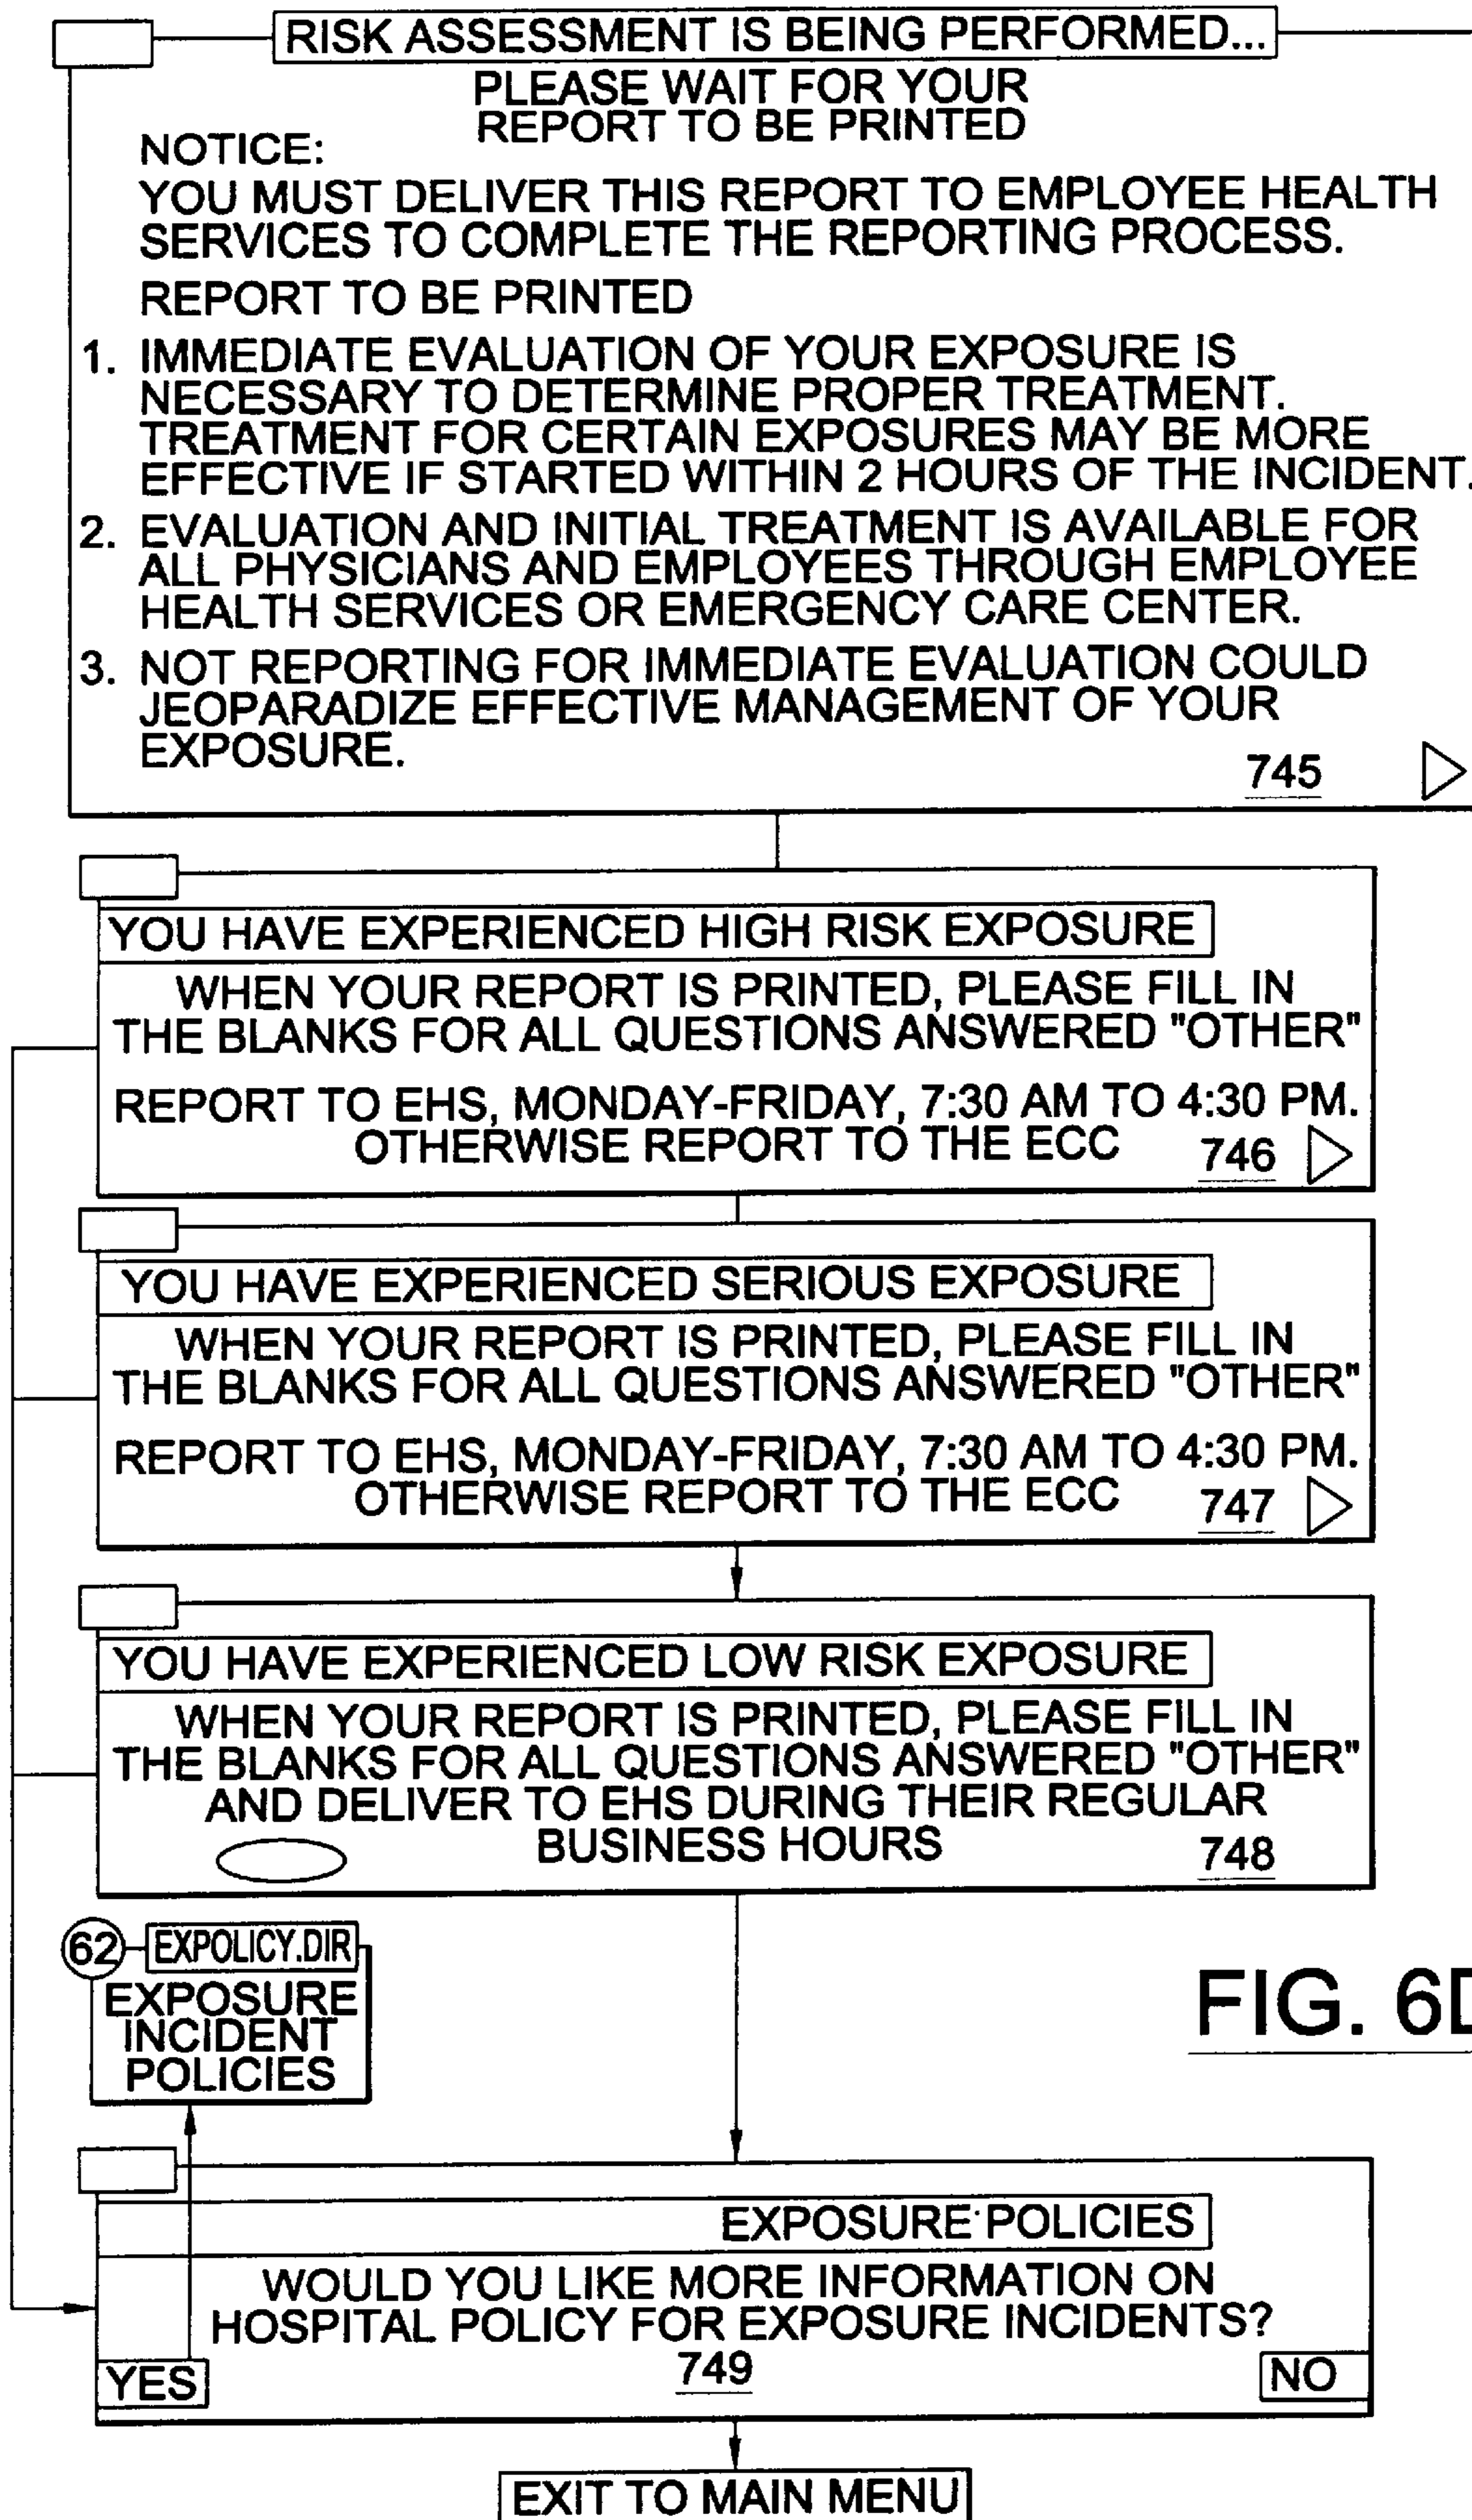 RISK ASSESSMENT IS BEING PERFORMED...
PLEASE WAIT FOR YOUR
REPORT TO BE PRINTED
NOTICE:
YOU MUST DELIVER THIS REPORT TO EMPLOYEE HEALTH
SERVICES TO COMPLETE THE REPORTING PROCESS.
REPORT TO BE PRINTED
1. IMMEDIATE EVALUATION OF YOUR EXPOSURE IS
NECESSARY TO DETERMINE PROPER TREATMENT.
TREATMENT FOR CERTAIN EXPOSURES MAY BE MORE
EFFECTIVE IF STARTED WITHIN 2 HOURS OF THE INCIDENT.
2. EVALUATION AND INITIAL TREATMENT IS AVAILABLE FOR
ALL PHYSICIANS AND EMPLOYEES THROUGH EMPLOYEE
HEALTH SERVICES OR EMERGENCY CARE CENTER.
3. NOT REPORTING FOR IMMEDIATE EVALUATION COULD
JEOPARADIZE EFFECTIVE MANAGEMENT OF YOUR
EXPOSURE.
745
YOU HAVE EXPERIENCED HIGH RISK EXPOSURE
WHEN YOUR REPORT IS PRINTED, PLEASE FILL IN
THE BLANKS FOR ALL QUESTIONS ANSWERED "OTHER"
REPORT TO EHS, MONDAY-FRIDAY, 7:30 AM TO 4:30 PM.
OTHERWISE REPORT TO THE ECC
746
YOU HAVE EXPERIENCED SERIOUS EXPOSURE
WHEN YOUR REPORT IS PRINTED, PLEASE FILL IN
THE BLANKS FOR ALL QUESTIONS ANSWERED "OTHER"
REPORT TO EHS, MONDAY-FRIDAY, 7:30 AM TO 4:30 PM.
OTHERWISE REPORT TO THE ECC
747
YOU HAVE EXPERIENCED LOW RISK EXPOSURE
WHEN YOUR REPORT IS PRINTED, PLEASE FILL IN
THE BLANKS FOR ALL QUESTIONS ANSWERED "OTHER"
AND DELIVER TO EHS DURING THEIR REGULAR
BUSINESS HOURS
748
62 EXPOLICY.DIR
EXPOSURE
INCIDENT
POLICIES
FIG. 6D
EXPOSURE POLICIES
WOULD YOU LIKE MORE INFORMATION ON
HOSPITAL POLICY FOR EXPOSURE INCIDENTS?
YES
749
NO
EXIT TO MAIN MENU